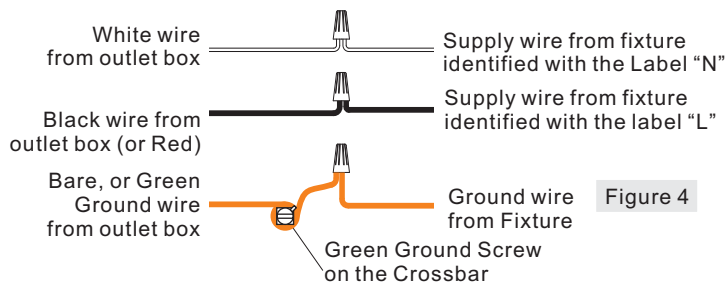 White wire
from outlet box
Supply wire from fixture
identified with the Label “N”
Black wire from
outlet box (or Red)
Supply wire from fixture
identified with the label “L”
Bare, or Green
Ground wire
from outlet box
Ground wire
from Fixture
Figure 4
Green Ground Screw
on the Crossbar